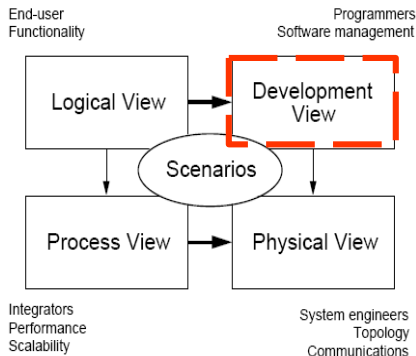 End-user
Functionality
Programmers
Software management
Logical View
Development
View
Scenarios
Process View
Physical View
Integrators
Performance
Scalability
System engineers
Topology
Communications